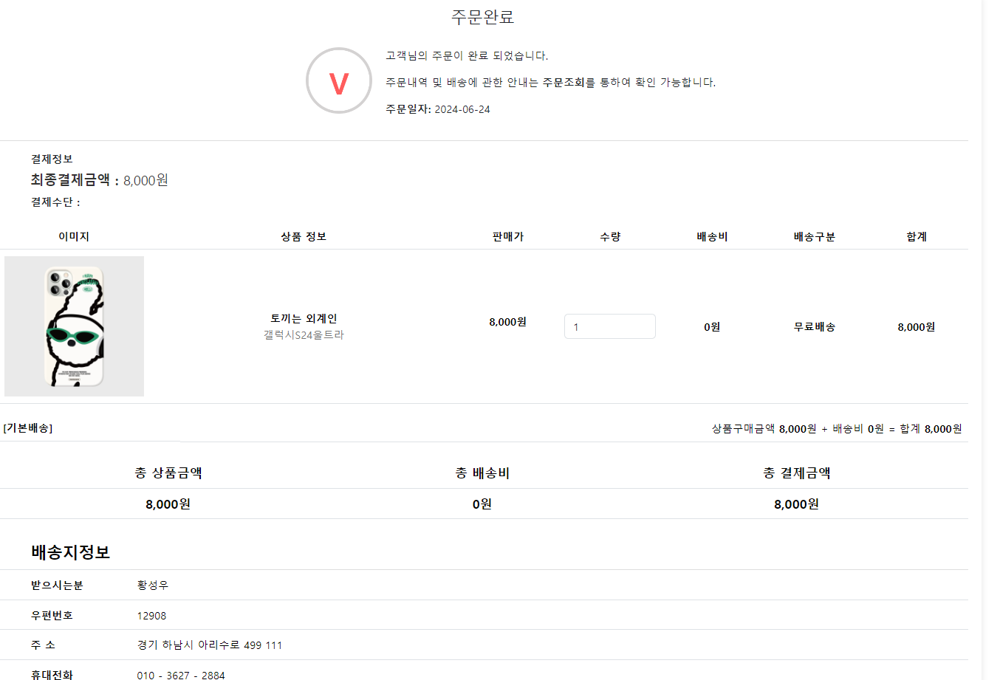 주문완료
V
고객님의 주문이 완료 되었습니다.
주문내역 및 배송에 관한 안내는 주문조회를 통하여 확인 가능합니다.
주문일자: 2024-06-24
결제정보
최종결제금액 : 8,000원
결제수단 :
이미지 상품 정보 판매가 수량 배송비 배송구분 합계
토끼는 외계인
갤럭시S24울트라
8,000원 1 0원 무료배송 8,000원
[기본배송] 상품구매금액 8,000원 + 배송비 0원 = 합계 8,000원
총 상품금액 총 배송비 총 결제금액
8,000원 0원 8,000원
배송지정보
받으시는분 황성우
우편번호 12908
주 소 경기 하남시 아리수로 499 111
휴대전화 010 - 3627 - 2884